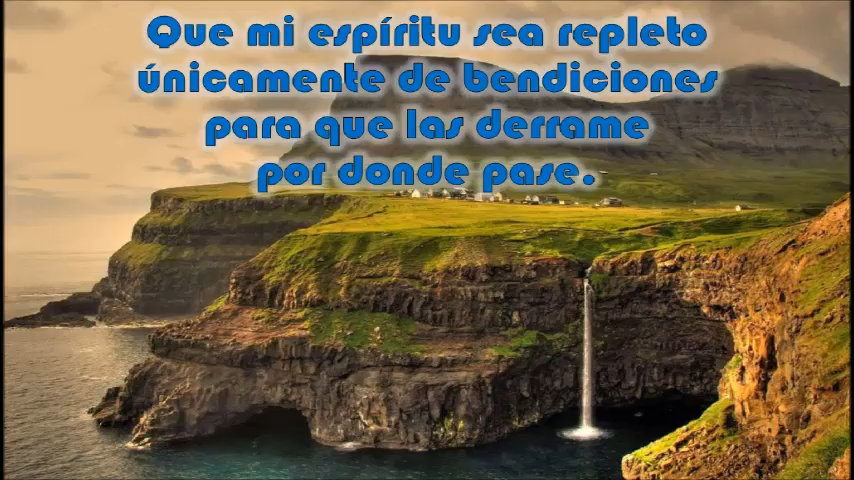 Que mi espíritu sea repleto
únicamente de bendiciones
para que las derrame
por donde pase.